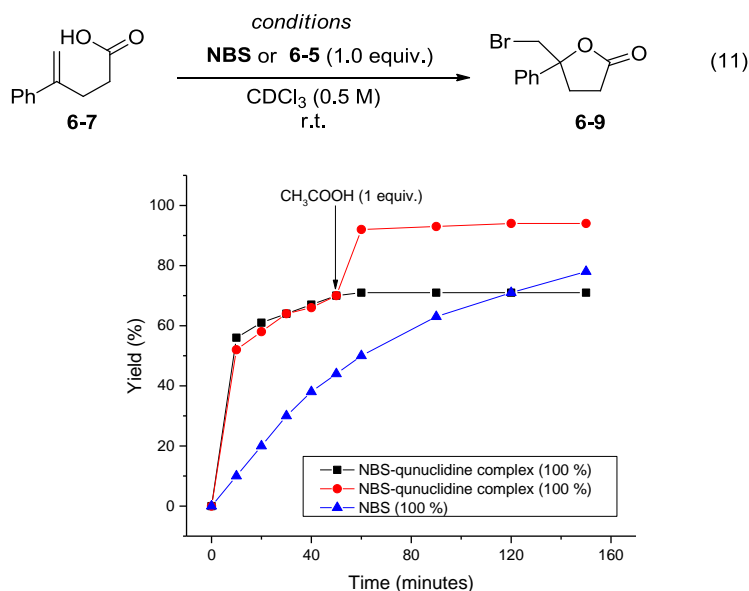 conditions
NBS or 6-5 (1.0 equiv.)
CDCl3 (0.5 M)
r.t.
HO
O
Ph
6-7
Br
O
O
Ph
6-9
(11)
CH3COOH (1 equiv.)
100
80
60
40
20
0
Yield (%)
NBS-qunuclidine complex (100 %)
NBS-qunuclidine complex (100 %)
NBS (100 %)
0 40 80 120 160
Time (minutes)